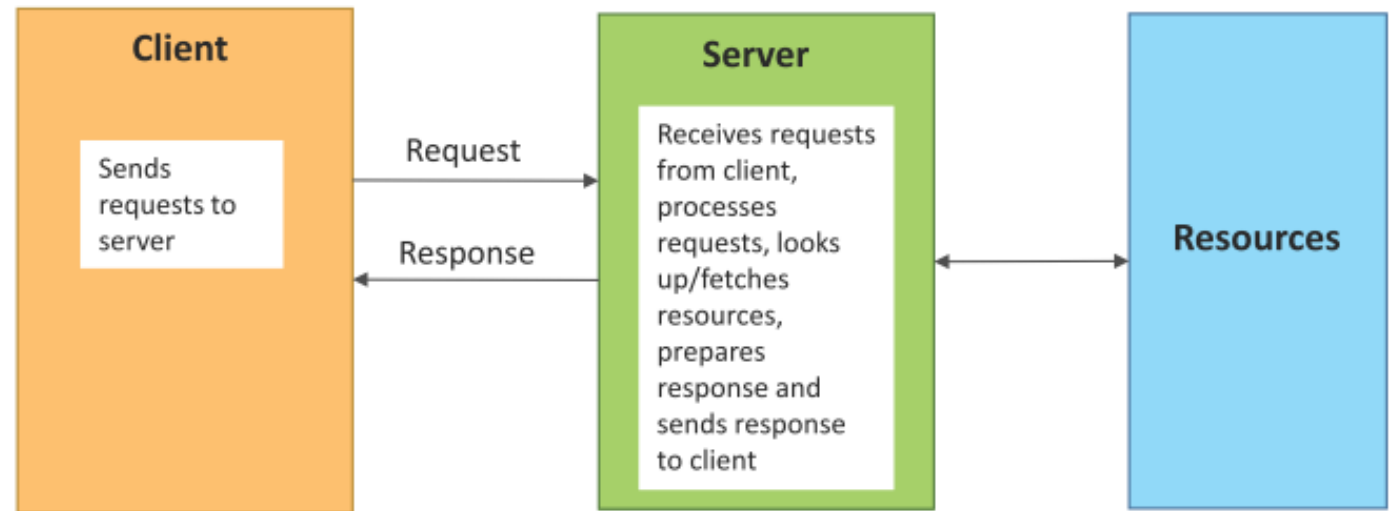 Client
Sends
requests to
server
Request
Response
Server
Receives requests
from client,
processes
requests, looks
up/fetches
resources,
prepares
response and
sends response
to client
Resources